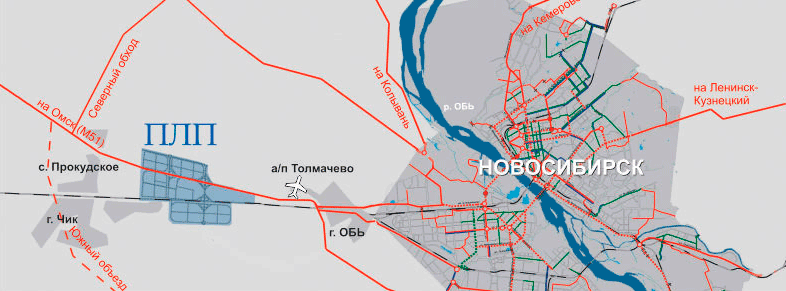 на Кемерово
Северный обход
на Колывань
на Омск (М51)
р. ОБЬ
на Ленинск-
Кузнецкий
ПЛП
с. Прокудское
а/п Толмачево
НОВОСИБИРСК
г. Чик
г. ОБЬ
Южный объезд